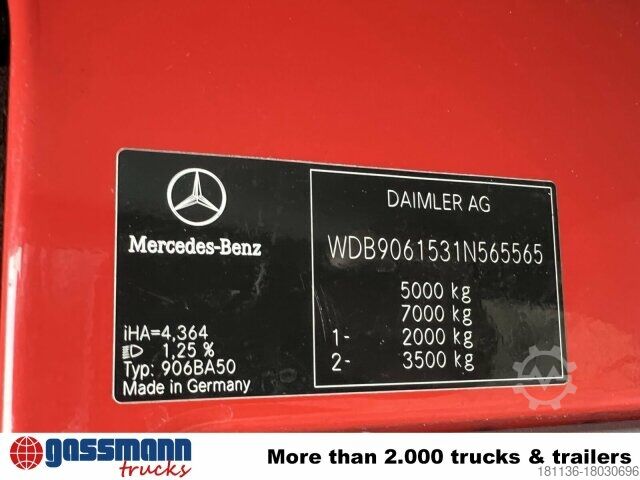 Mercedes-Benz
iHA=4,364
1,25 %
Typ: 906BA50
Made in Germany
DAIMLER AG
WDB9061531N565565
5000 kg
7000 kg
1- 2000 kg
2- 3500 kg
gassmann
trucks
More than 2.000 trucks & trailers
181136-18030696